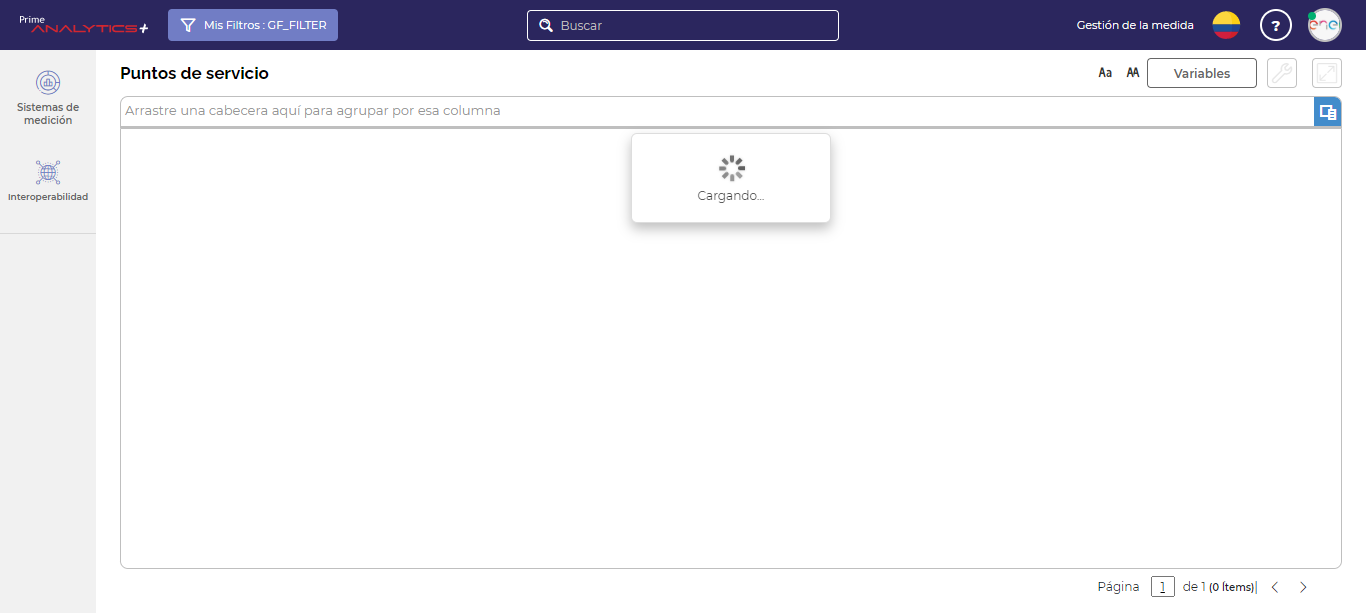 Prime
ANALYTICS+
Mis Filtros : GF_FILTER
Buscar
Gestión de la medida
?
ene
Sistemas de
medición
Interoperabilidad
Puntos de servicio
Aa
AA
Variables
Arrastre una cabecera aquí para agrupar por esa columna
Cargando...
Página 1 de 1 (0 Ítems)|